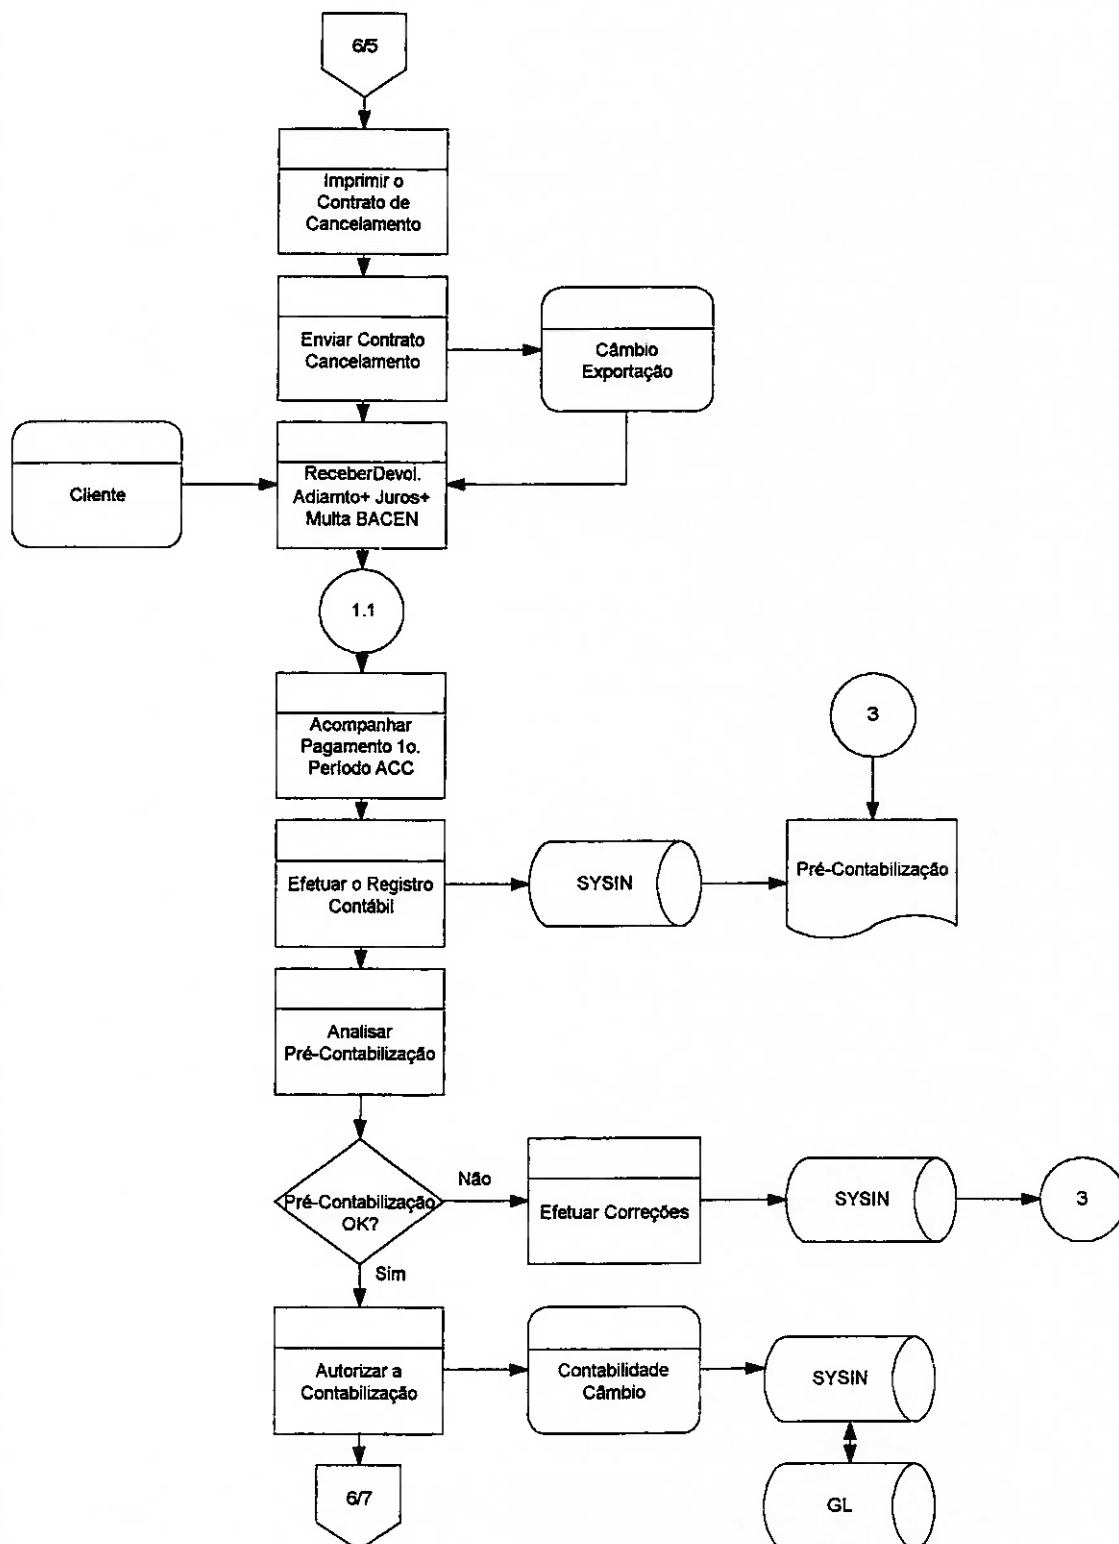 6/5
Imprimir o
Contrato de
Cancelamento
Enviar Contrato
Cancelamento
Câmbio
Exportação
Cliente
ReceberDevol.
Adiamto+ Juros+
Multa BACEN
1.1
Acompanhar
Pagamento 1o.
Período ACC
3
Efetuar o Registro
Contábil
SYSIN
Pré-Contabilização
Analisar
Pré-Contabilização
Pré-Contabilização
OK?
Não
Efetuar Correções
SYSIN
3
Sim
Autorizar a
Contabilização
Contabilidade
Câmbio
SYSIN
6/7
GL